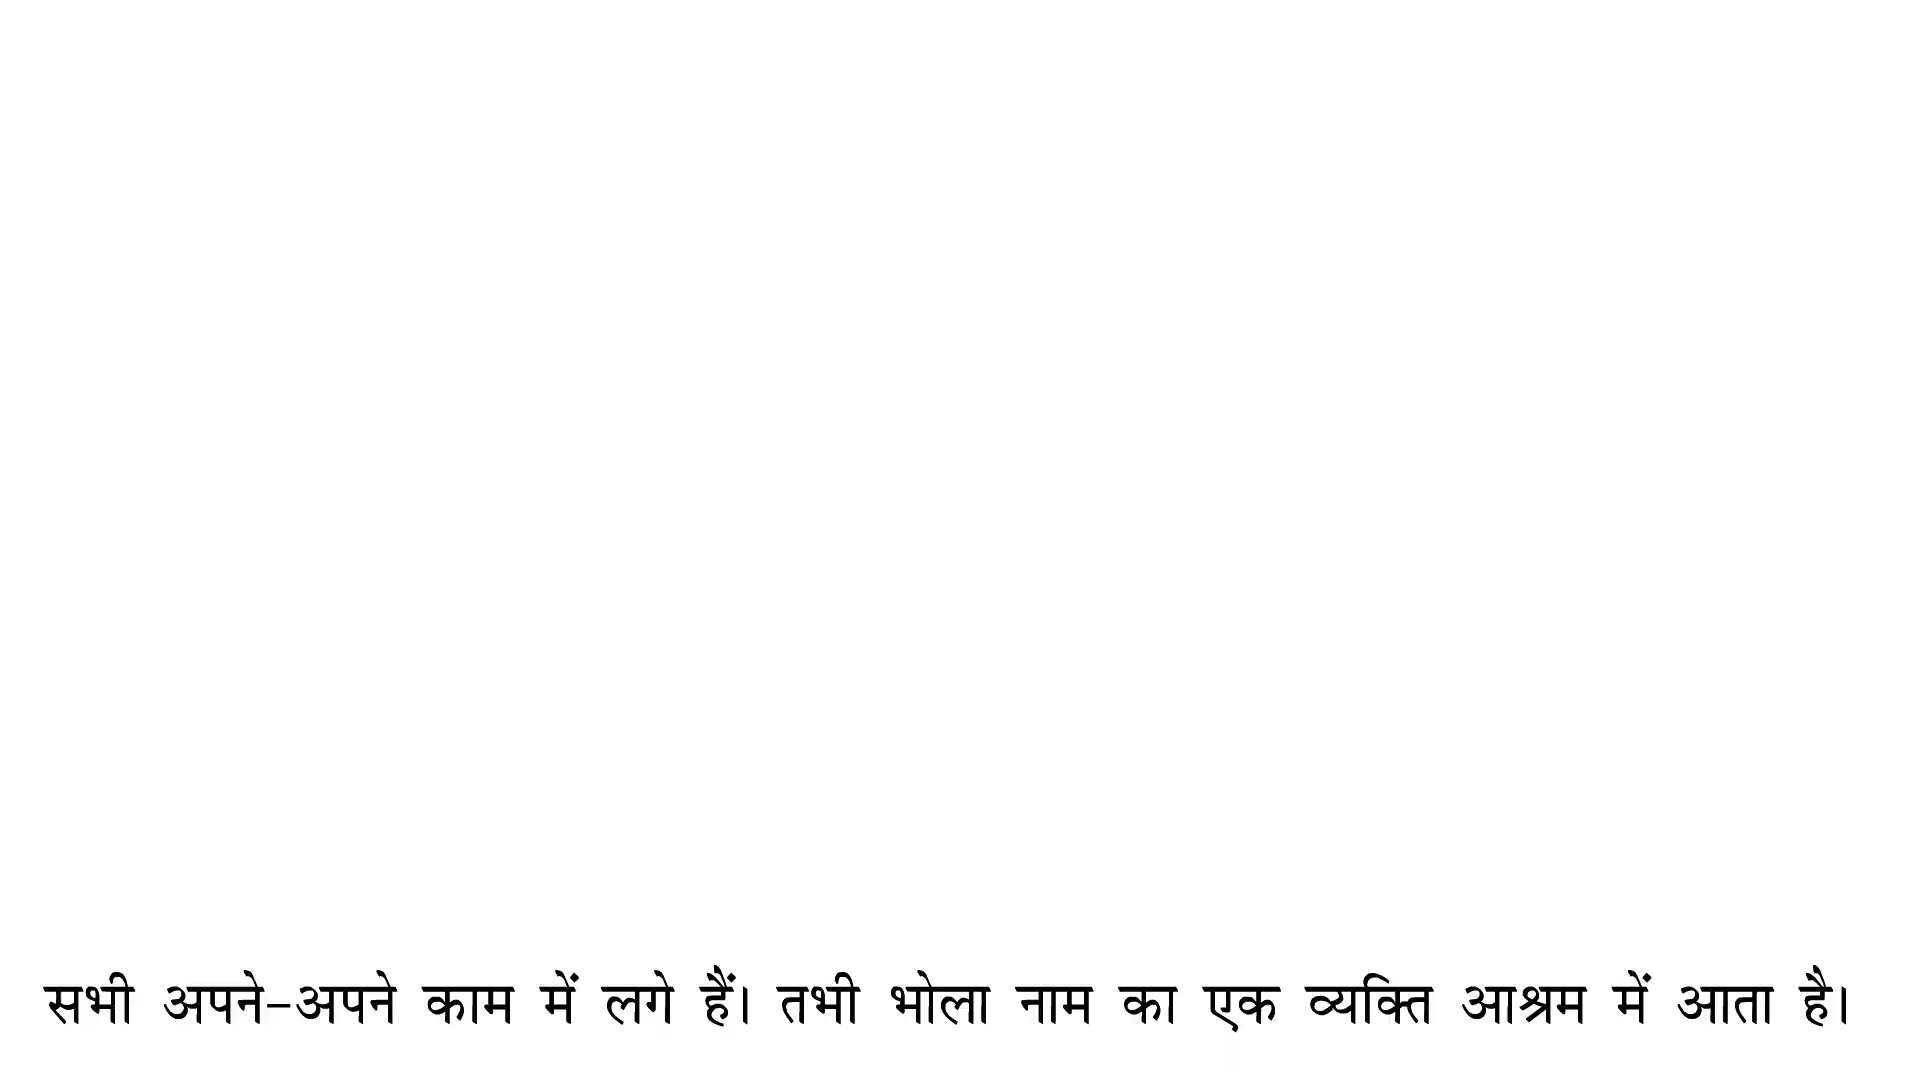 सभी अपने-अपने काम में लगे हैं। तभी भोला नाम का एक व्यक्ति आश्रम में आता है।